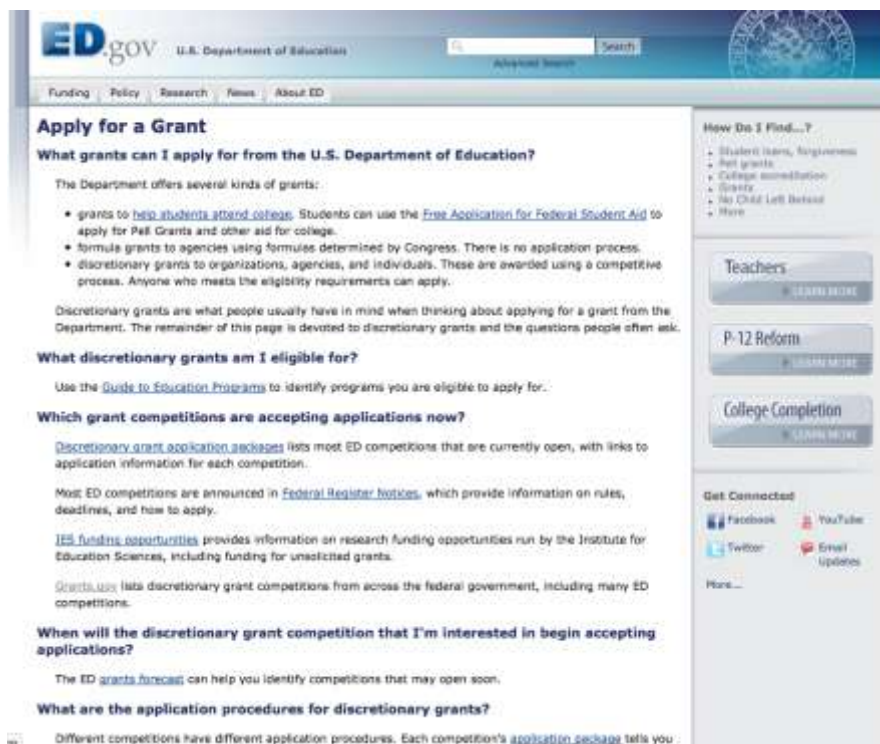 ED.gov U.S. Department of Education
Search
Advanced Search
Funding Policy Research News About ED
Apply for a Grant
What grants can I apply for from the U.S. Department of Education?
The Department offers several kinds of grants:
• grants to help students attend college. Students can use the Free Application for Federal Student Aid to
apply for Pell Grants and other aid for college.
• formula grants to agencies using formulas determined by Congress. There is no application process.
• discretionary grants to organizations, agencies, and individuals. These are awarded using a competitive
process. Anyone who meets the eligibility requirements can apply.
Discretionary grants are what people usually have in mind when thinking about applying for a grant from the
Department. The remainder of this page is devoted to discretionary grants and the questions people often ask.
What discretionary grants am I eligible for?
Use the Guide to Education Programs to identify programs you are eligible to apply for.
Which grant competitions are accepting applications now?
Discretionary grant application packages lists most ED competitions that are currently open, with links to
application information for each competition.
Most ED competitions are announced in Federal Register Notices, which provide information on rules,
deadlines, and how to apply.
IES funding opportunities provides information on research funding opportunities run by the Institute for
Education Sciences, including funding for unsolicited grants.
Grants.gov lists discretionary grant competitions from across the federal government, including many ED
competitions.
When will the discretionary grant competition that I'm interested in begin accepting
applications?
The ED grants forecast can help you identify competitions that may open soon.
What are the application procedures for discretionary grants?
Different competitions have different application procedures. Each competition's application package tells you
How Do I Find...?
• Student loans, forgiveness
• Pell grants
• College accreditation
• Grants
• No Child Left Behind
• More
Teachers
LEARN MORE
P-12 Reform
LEARN MORE
College Completion
LEARN MORE
Get Connected
Facebook YouTube
Twitter Email
Updates
More...